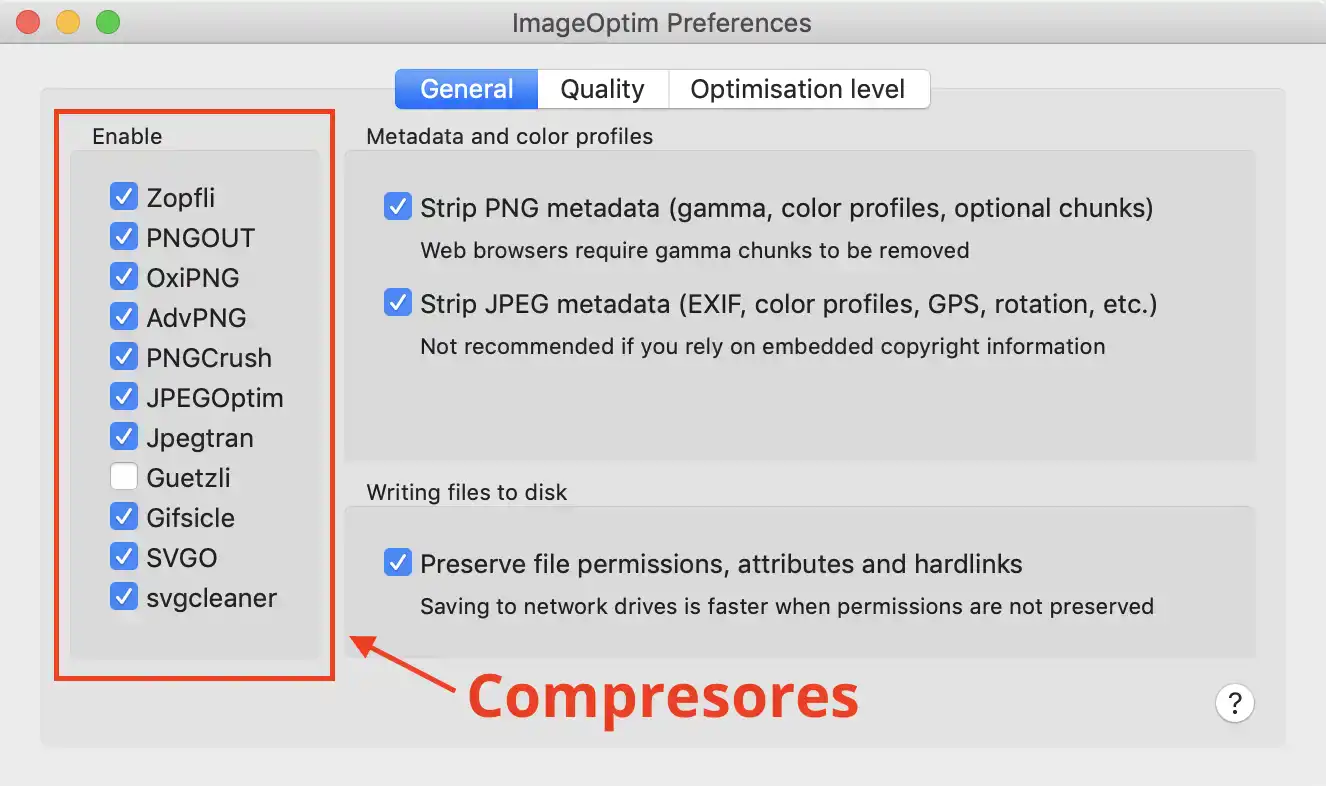 ImageOptim Preferences
General
Quality
Optimisation level
Enable
Zopfli
PNGOUT
OxiPNG
AdvPNG
PNGCrush
JPEGOptim
Jpegtran
Guetzli
Gifsicle
SVGO
svgcleaner
Metadata and color profiles
Strip PNG metadata (gamma, color profiles, optional chunks)
Web browsers require gamma chunks to be removed
Strip JPEG metadata (EXIF, color profiles, GPS, rotation, etc.)
Not recommended if you rely on embedded copyright information
Writing files to disk
Preserve file permissions, attributes and hardlinks
Saving to network drives is faster when permissions are not preserved
Compresores
?